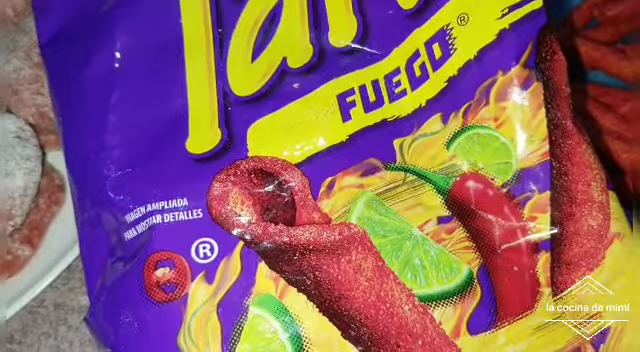 FUEGO®
IMAGEN AMPLIADA
PARA MOSTRAR DETALLES
®
la cocina de mimi